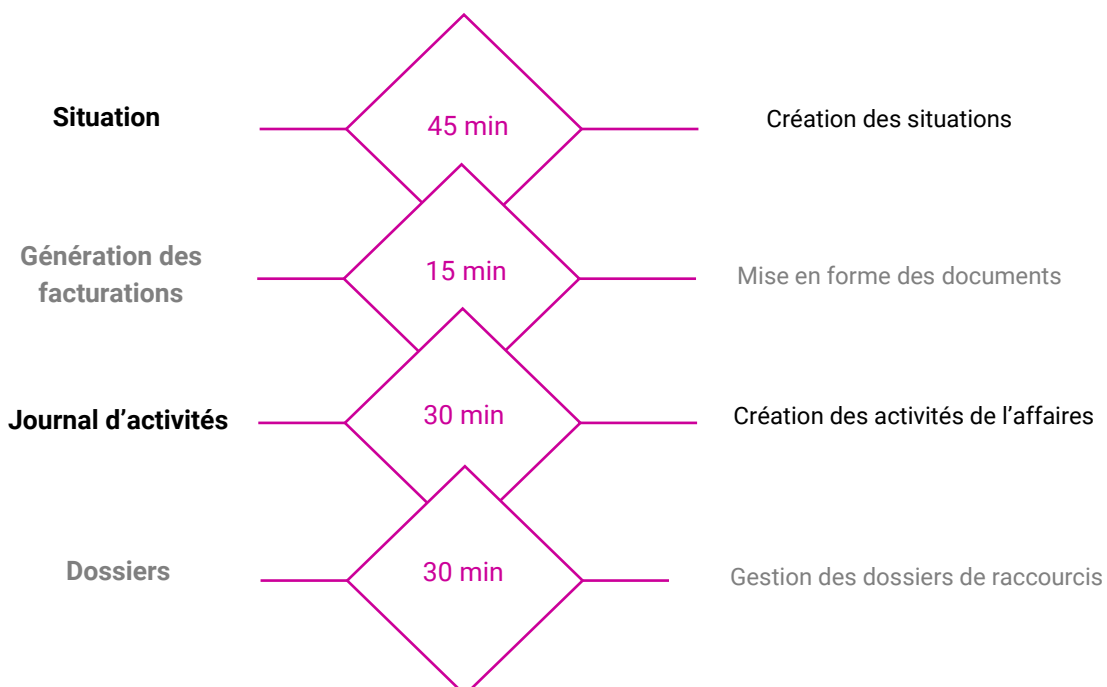 Situation
45 min
Création des situations
Génération des
facturations
15 min
Mise en forme des documents
Journal d’activités
30 min
Création des activités de l’affaires
Dossiers
30 min
Gestion des dossiers de raccourcis